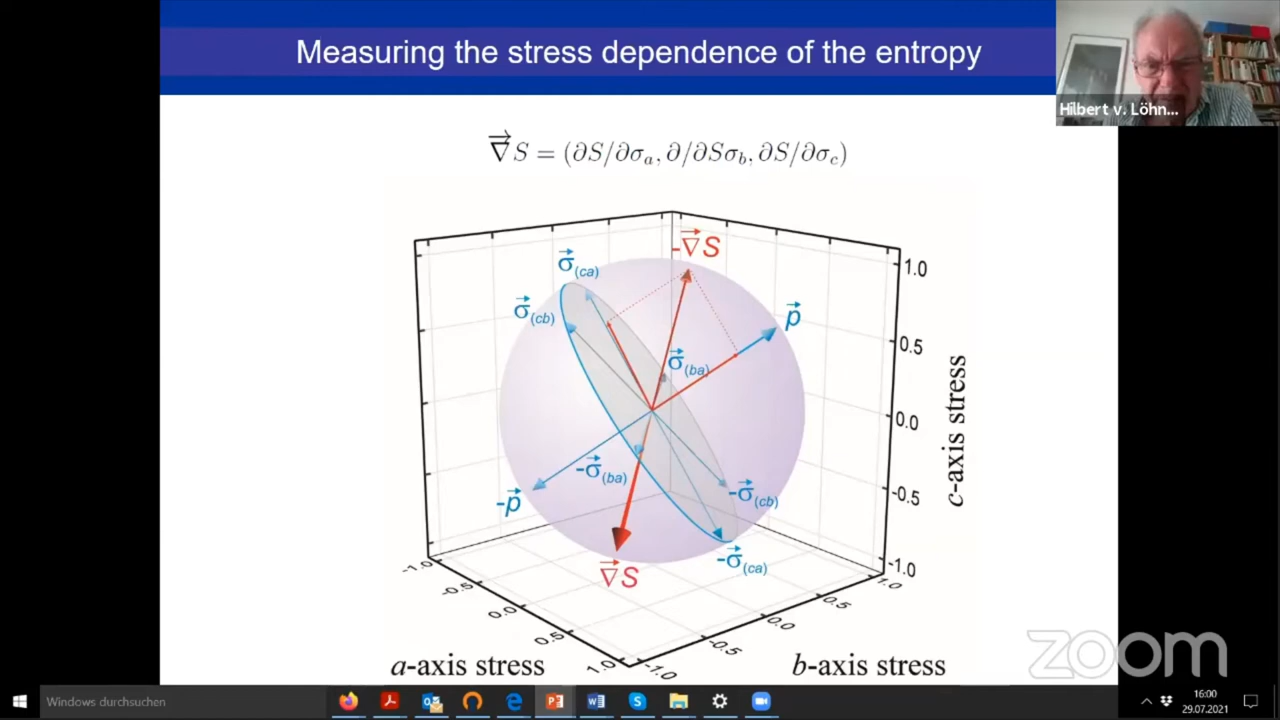 Measuring the stress dependence of the entropy
Hilbert v. Löhn...
∇⃗S = (∂S/∂σₐ, ∂/∂Sσ_b, ∂S/∂σ_c)
-∇⃗S
σ⃗(ca)
σ⃗(cb)
p⃗
σ⃗(ba)
-σ⃗(ba)
-p⃗
-σ⃗(cb)
-σ⃗(ca)
∇⃗S
1.0
0.5
0.0
-0.5
-1.0
c-axis stress
-1.0
-0.5
0.0
0.5
1.0
a-axis stress
-1.0
-0.5
0.0
0.5
1.0
b-axis stress
zoom
Windows durchsuchen
16:00
29.07.2021